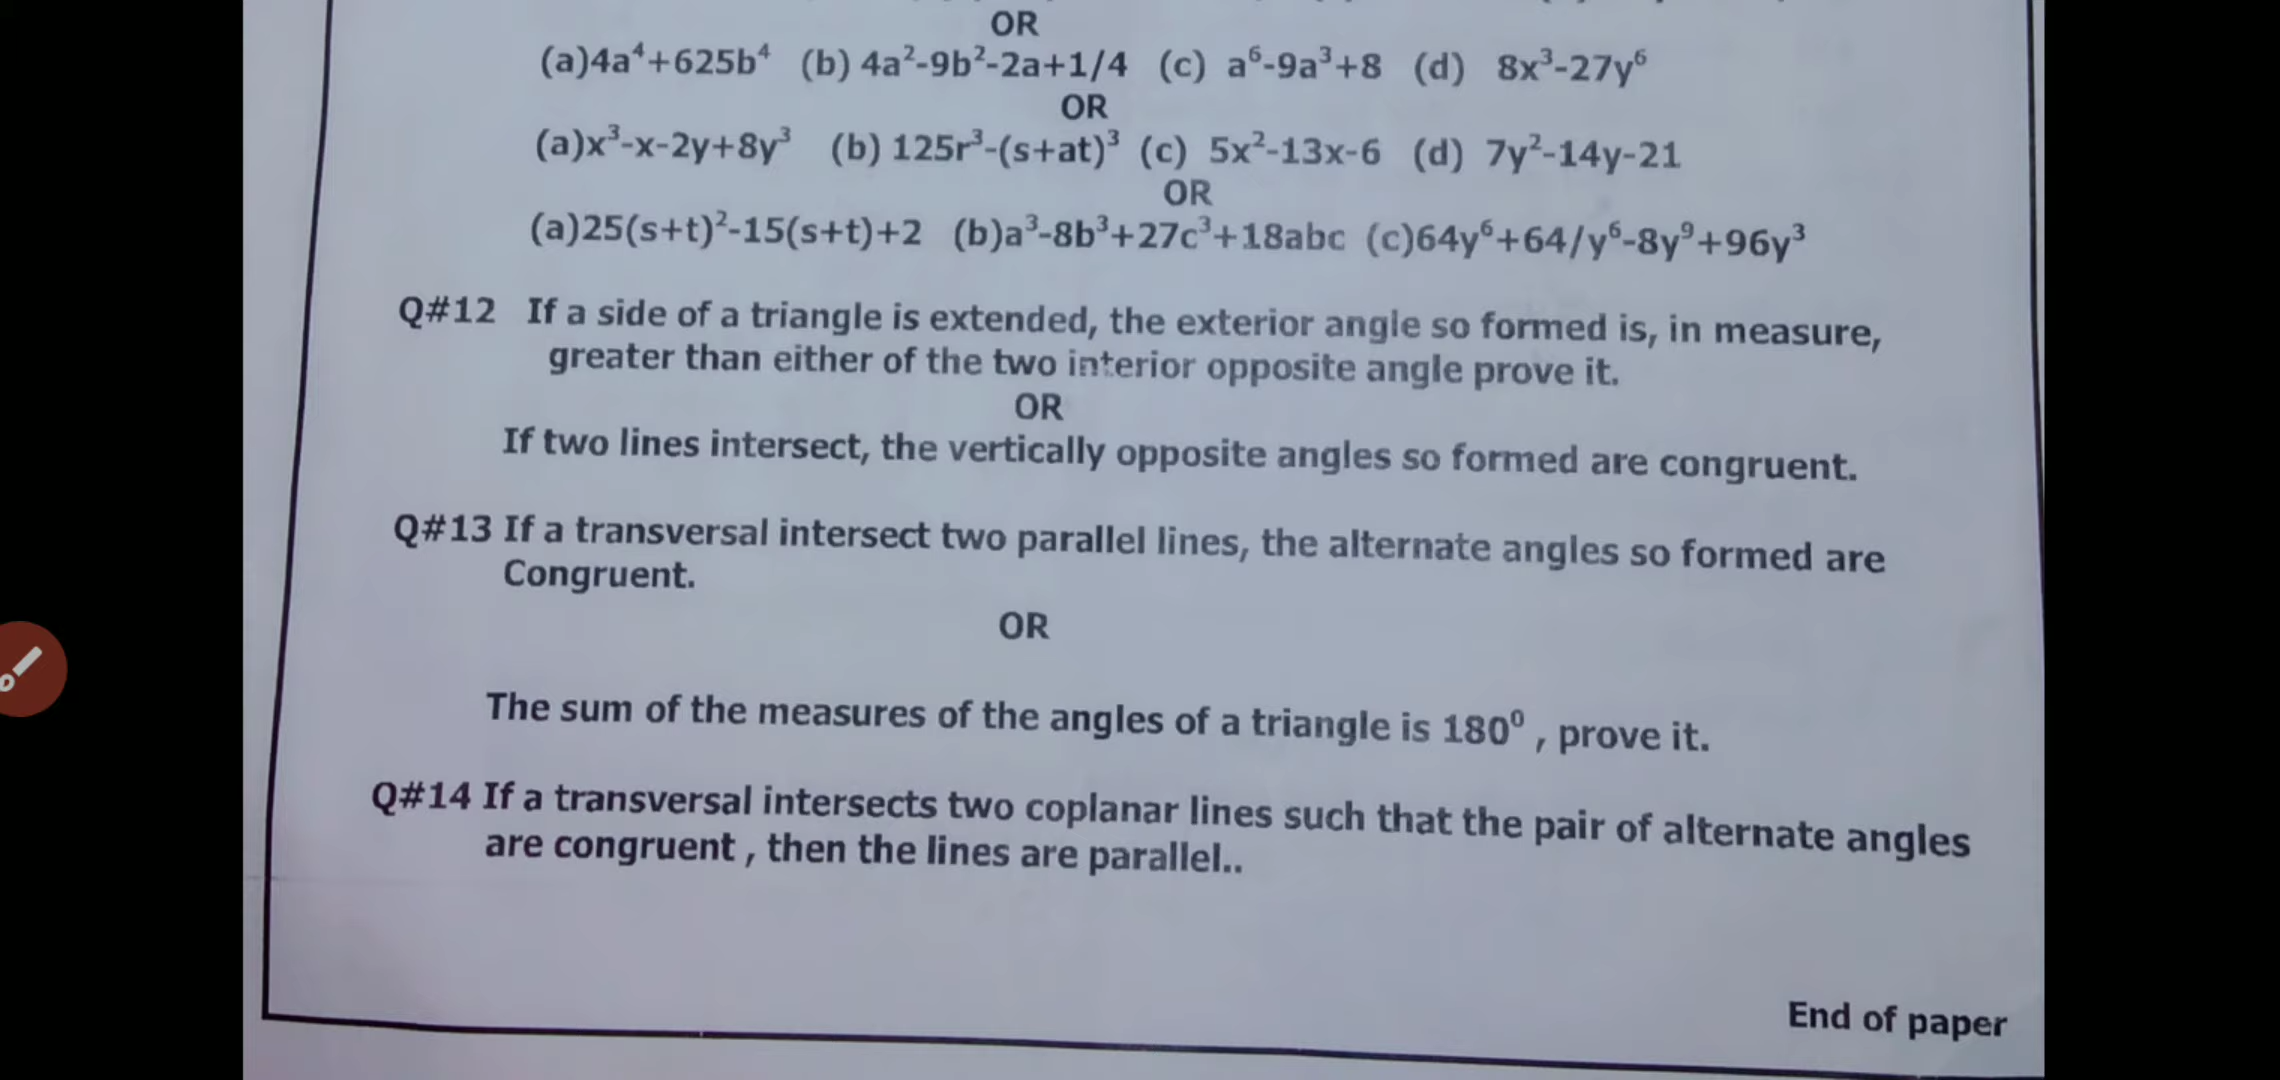 OR
(a)4a⁴+625b⁴ (b) 4a²-9b²-2a+1/4 (c) a⁶-9a³+8 (d) 8x³-27y⁶
OR
(a)x³-x-2y+8y³ (b) 125r³-(s+at)³ (c) 5x²-13x-6 (d) 7y²-14y-21
OR
(a)25(s+t)²-15(s+t)+2 (b)a³-8b³+27c³+18abc (c)64y⁶+64/y⁶-8y⁹+96y³
Q#12 If a side of a triangle is extended, the exterior angle so formed is, in measure,
greater than either of the two interior opposite angle prove it.
OR
If two lines intersect, the vertically opposite angles so formed are congruent.
Q#13 If a transversal intersect two parallel lines, the alternate angles so formed are
Congruent.
OR
The sum of the measures of the angles of a triangle is 180⁰ , prove it.
Q#14 If a transversal intersects two coplanar lines such that the pair of alternate angles
are congruent , then the lines are parallel..
End of paper